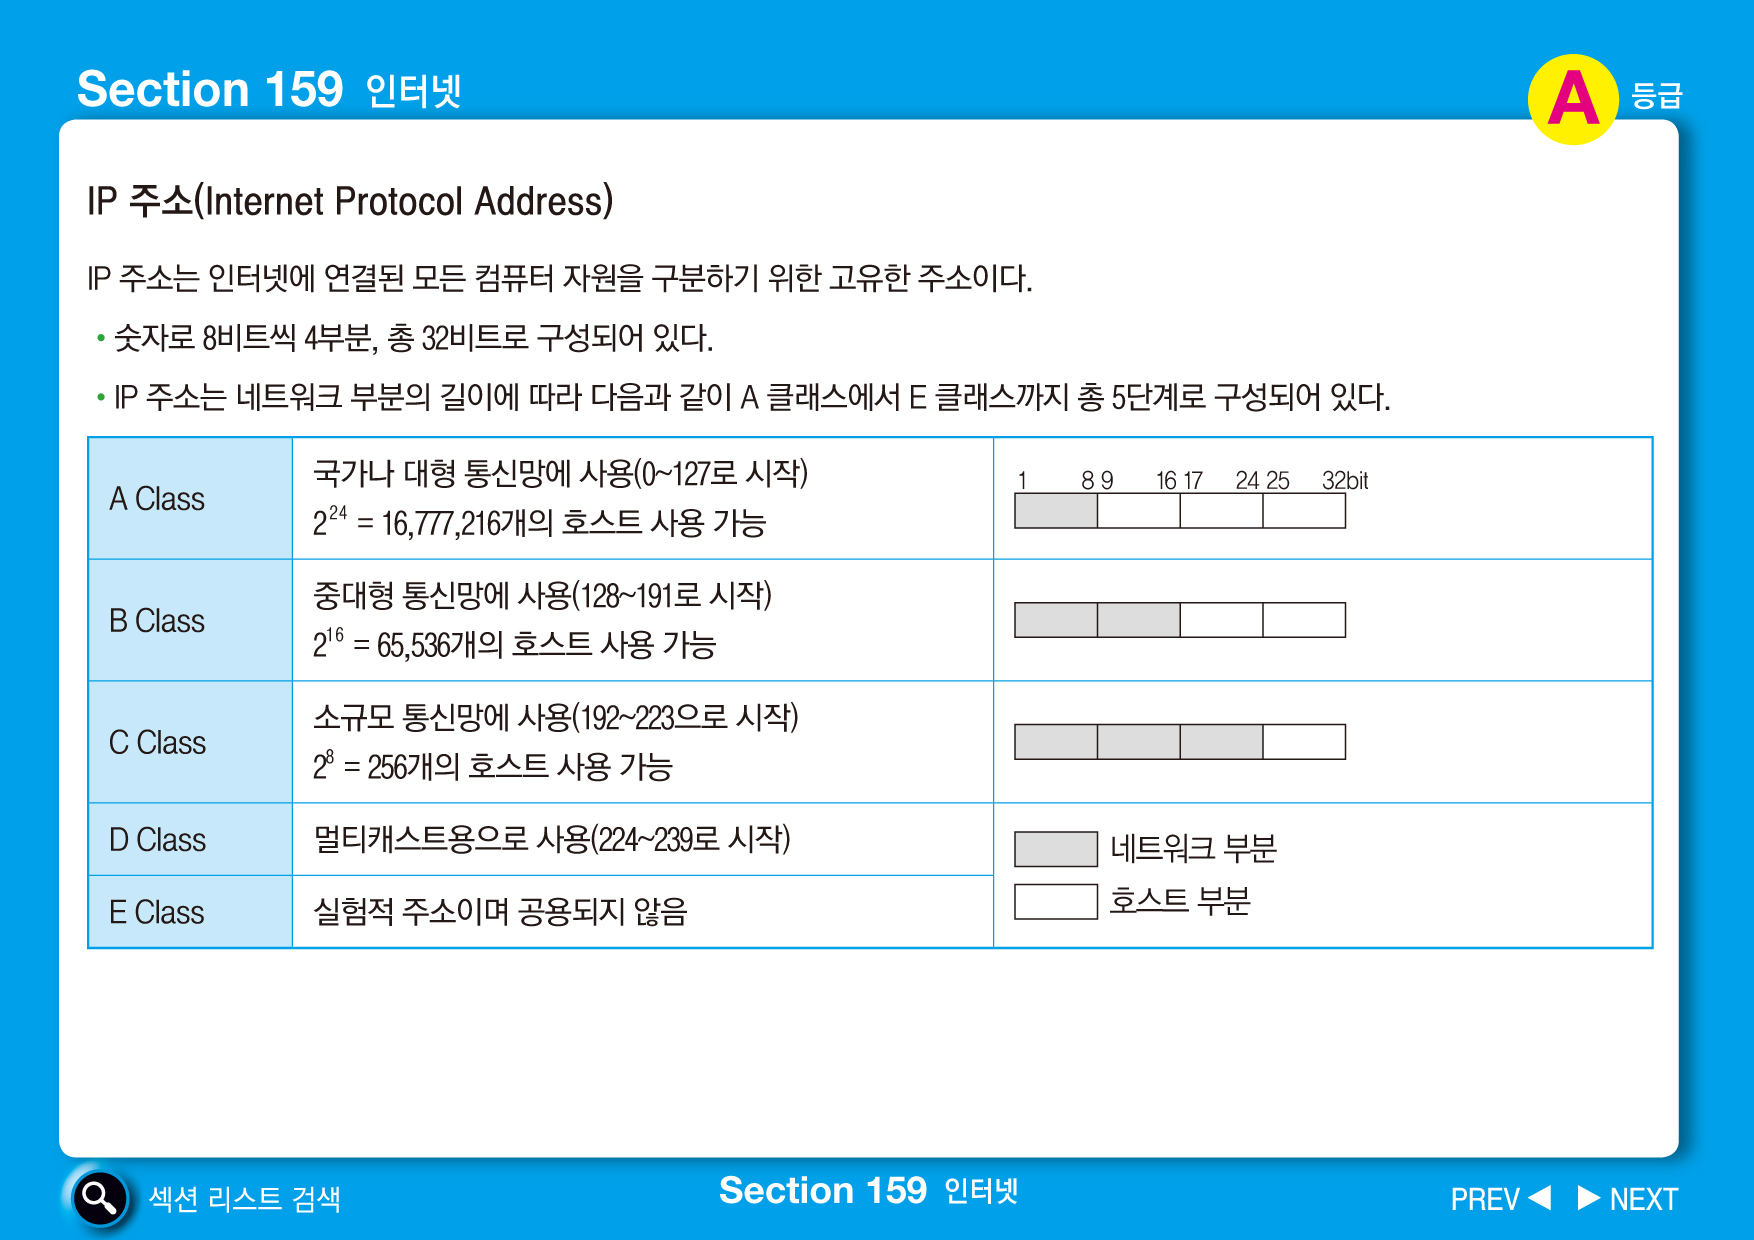 Section 159 인터넷
A 등급
IP 주소(Internet Protocol Address)
IP 주소는 인터넷에 연결된 모든 컴퓨터 자원을 구분하기 위한 고유한 주소이다.
• 숫자로 8비트씩 4부분, 총 32비트로 구성되어 있다.
• IP 주소는 네트워크 부분의 길이에 따라 다음과 같이 A 클래스에서 E 클래스까지 총 5단계로 구성되어 있다.
A Class
국가나 대형 통신망에 사용(0~127로 시작)
2²⁴ = 16,777,216개의 호스트 사용 가능
1 8 9 16 17 24 25 32bit
B Class
중대형 통신망에 사용(128~191로 시작)
2¹⁶ = 65,536개의 호스트 사용 가능
C Class
소규모 통신망에 사용(192~223으로 시작)
2⁸ = 256개의 호스트 사용 가능
D Class
멀티캐스트용으로 사용(224~239로 시작)
E Class
실험적 주소이며 공용되지 않음
네트워크 부분
호스트 부분
섹션 리스트 검색
Section 159 인터넷
PREV ◀ ▶ NEXT